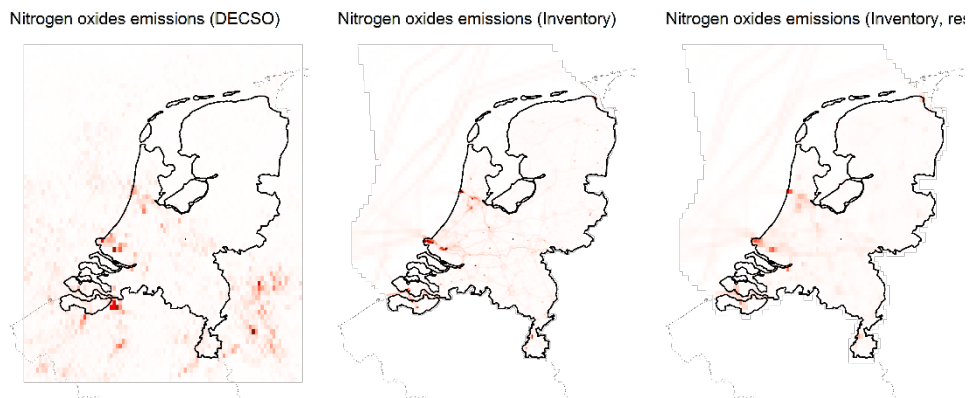 Nitrogen oxides emissions (DECSO)
Nitrogen oxides emissions (Inventory)
Nitrogen oxides emissions (Inventory, res